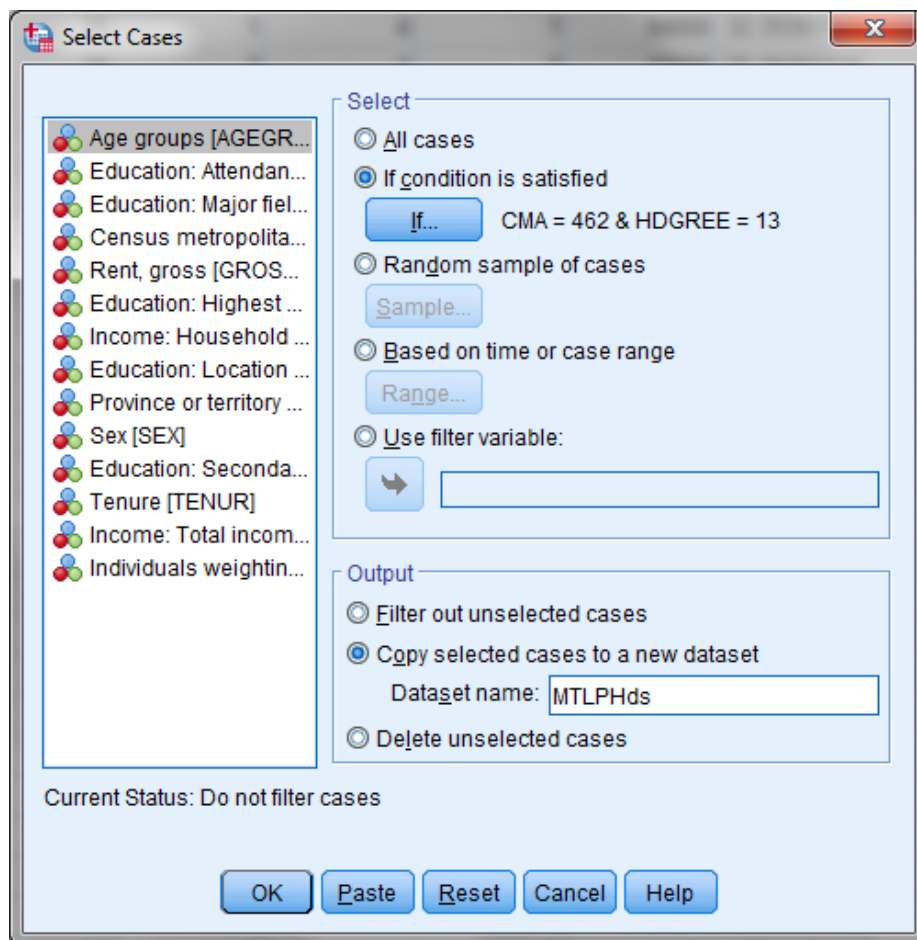 Select Cases
Age groups [AGEGR...
Education: Attendan...
Education: Major fiel...
Census metropolita...
Rent, gross [GROS...
Education: Highest ...
Income: Household ...
Education: Location ...
Province or territory ...
Sex [SEX]
Education: Seconda...
Tenure [TENUR]
Income: Total incom...
Individuals weightin...
Select
All cases
If condition is satisfied
If... CMA = 462 & HDGREE = 13
Random sample of cases
Sample...
Based on time or case range
Range...
Use filter variable:
Output
Filter out unselected cases
Copy selected cases to a new dataset
Dataset name: MTLPHds
Delete unselected cases
Current Status: Do not filter cases
OK Paste Reset Cancel Help